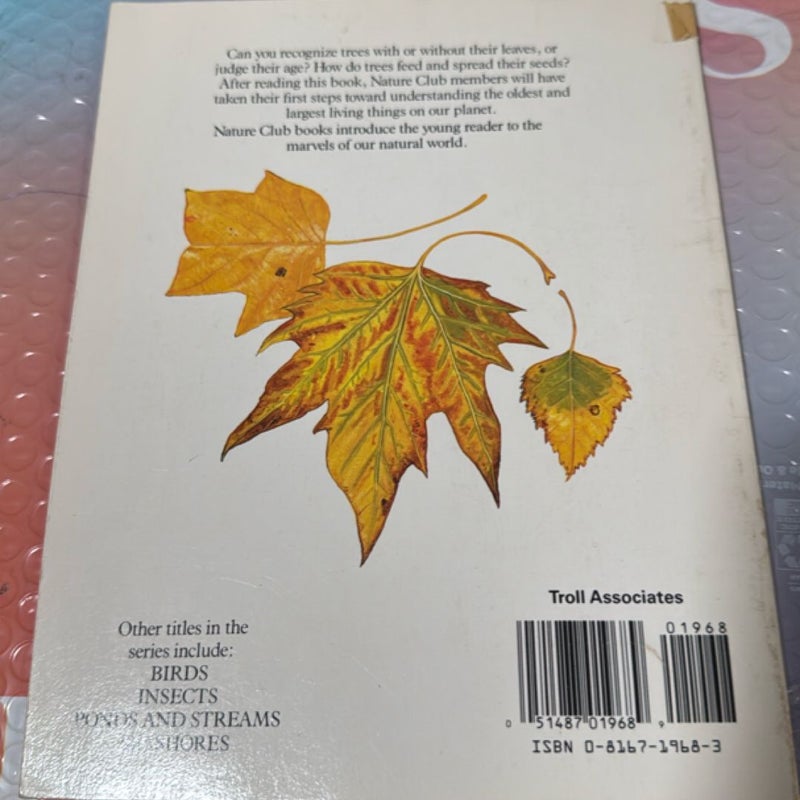 Can you recognize trees with or without their leaves, or
judge their age? How do trees feed and spread their seeds?
After reading this book, Nature Club members will have
taken their first steps toward understanding the oldest and
largest living things on our planet.
Nature Club books introduce the young reader to the
marvels of our natural world.
Troll Associates
Other titles in the
series include:
BIRDS
INSECTS
PONDS AND STREAMS
SHORES
01968
0 51487 01968 9
ISBN 0-8167-1968-3